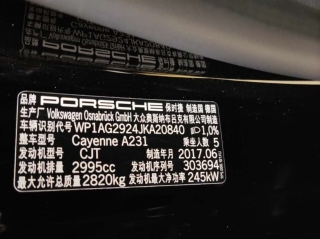 品牌 PORSCHE 保时捷 制造国 德国
生产厂 Volkswagen Osnabrück GmbH 大众奥斯纳布吕克有限公司
车辆识别代号 WP1AG2924JKA20840 1,0%
整车型号 Cayenne A231 乘坐人数 5
发动机型号 CJT 制造年月 2017.06
发动机排量 2995cc 303694
最大允许总质量 2820kg 发动机最大净功率 245kW